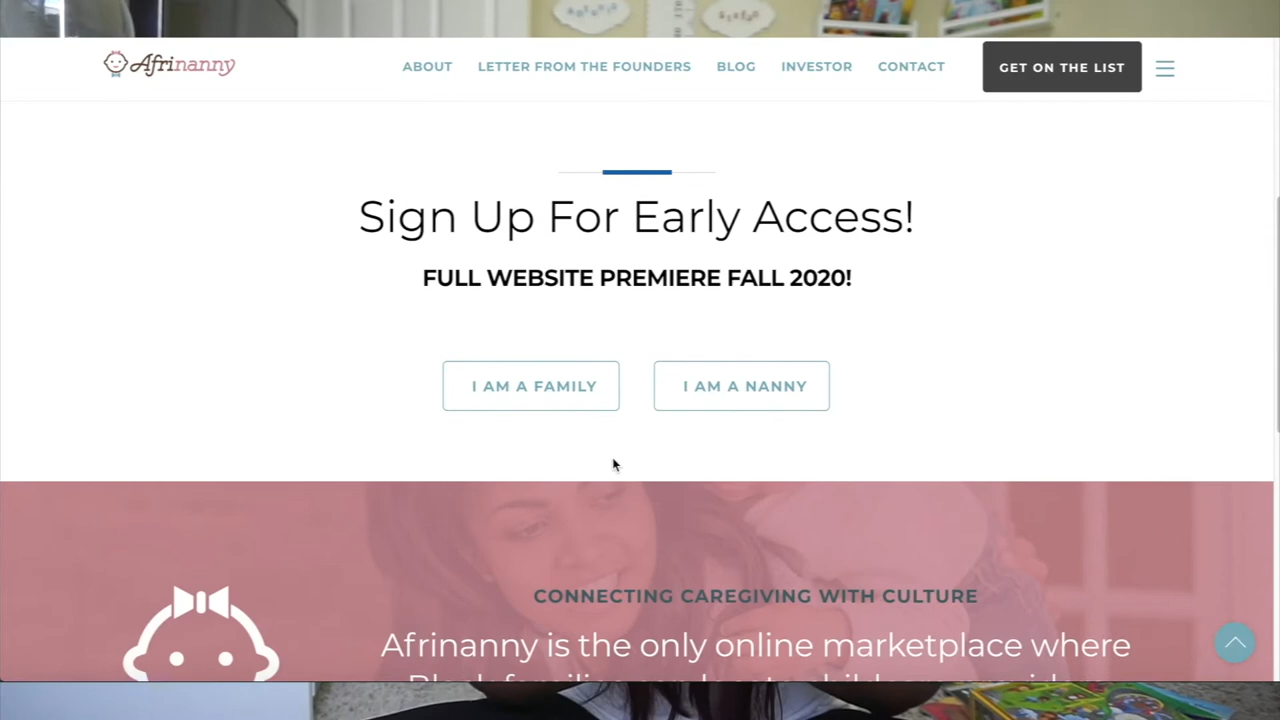 Afrinanny
ABOUT LETTER FROM THE FOUNDERS BLOG INVESTOR CONTACT GET ON THE LIST
Sign Up For Early Access!
FULL WEBSITE PREMIERE FALL 2020!
I AM A FAMILY I AM A NANNY
CONNECTING CAREGIVING WITH CULTURE
Afrinanny is the only online marketplace where